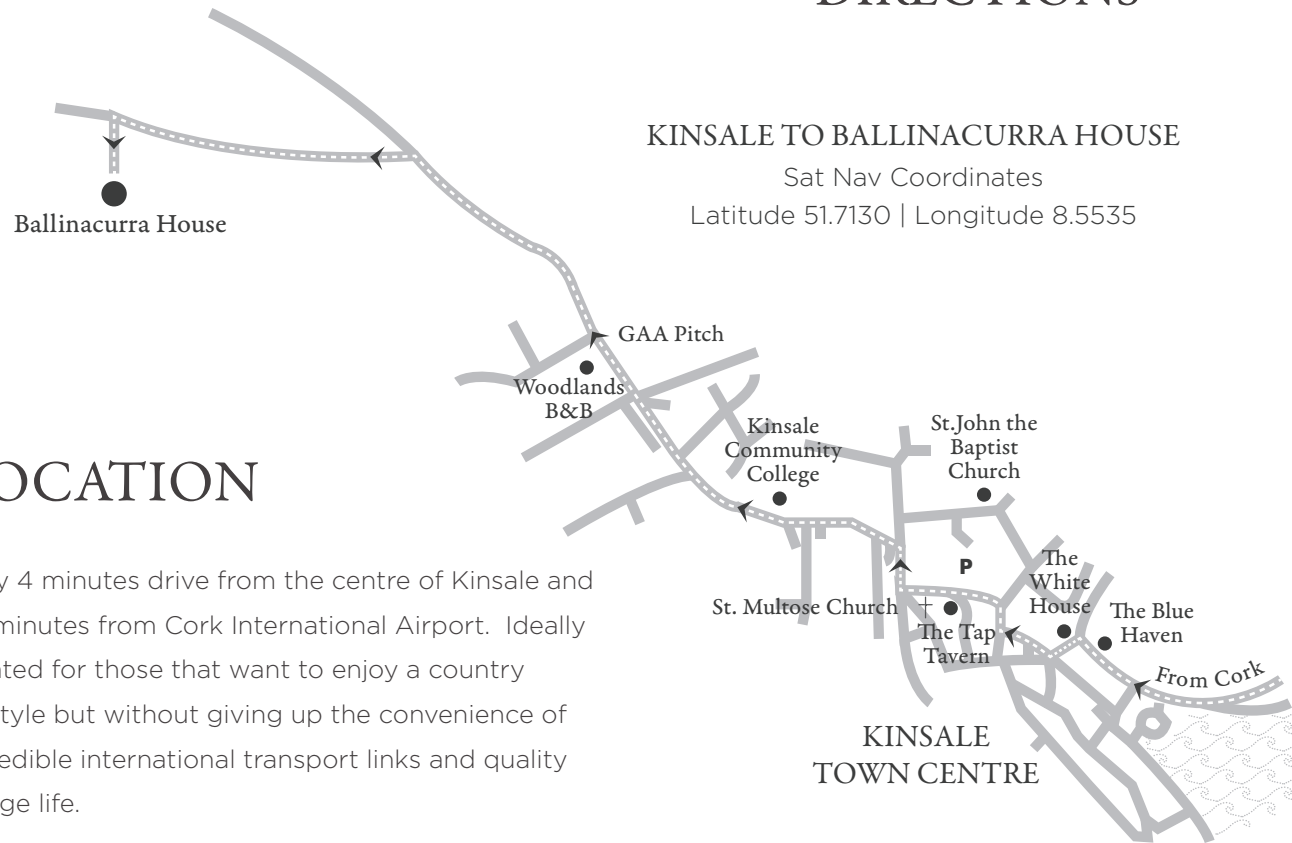 DIRECTIONS
KINSALE TO BALLINACURRA HOUSE
Sat Nav Coordinates
Latitude 51.7130 | Longitude 8.5535
Ballinacurra House
GAA Pitch
Woodlands
B&B
Kinsale
Community
College
St.John the
Baptist
Church
P
The
White
House
The Blue
Haven
St. Multose Church
The Tap
Tavern
From Cork
KINSALE
TOWN CENTRE
OCATION
y 4 minutes drive from the centre of Kinsale and
minutes from Cork International Airport. Ideally
ated for those that want to enjoy a country
tyle but without giving up the convenience of
edible international transport links and quality
ge life.